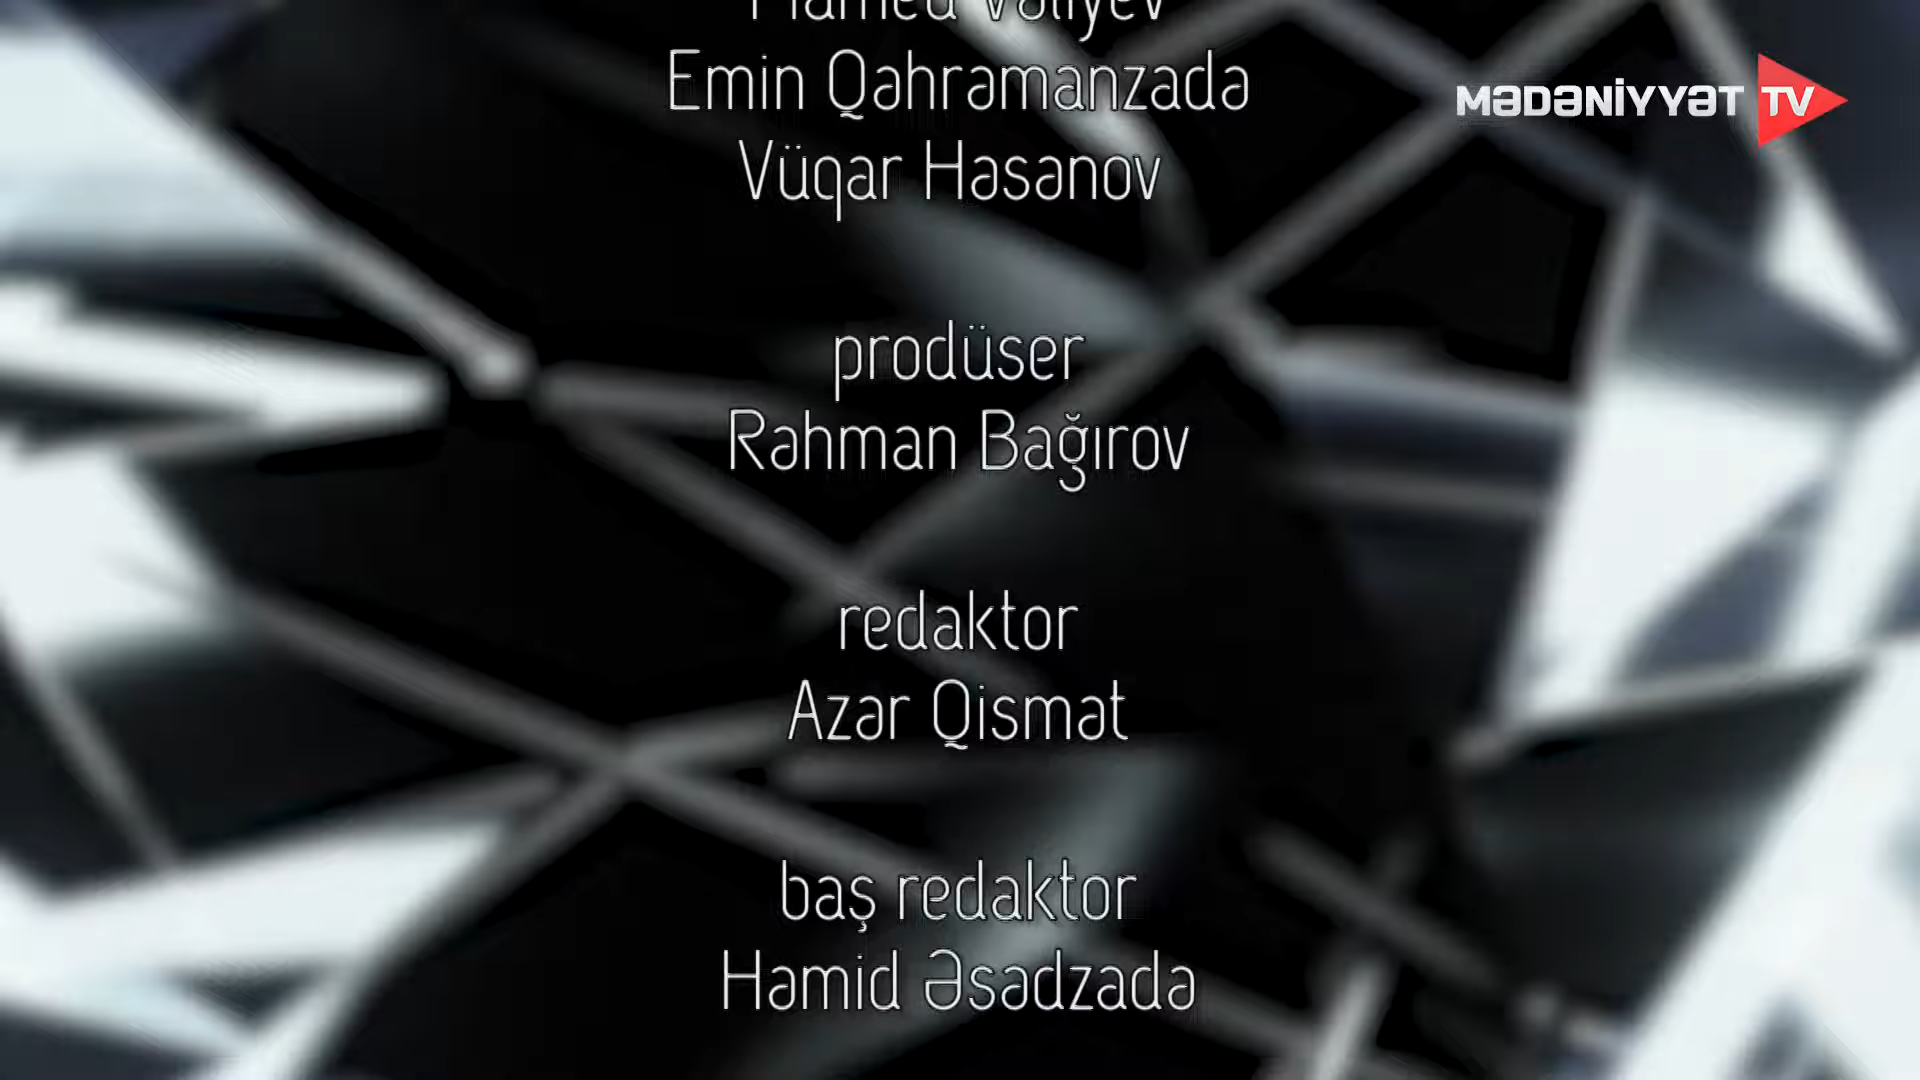 Emin Qəhrəmanzadə
Vüqar Həsənov
prodüser
Rəhman Bağırov
redaktor
Azər Qismət
baş redaktor
Həmid Əsədzadə
MƏDƏNİYYƏT TV